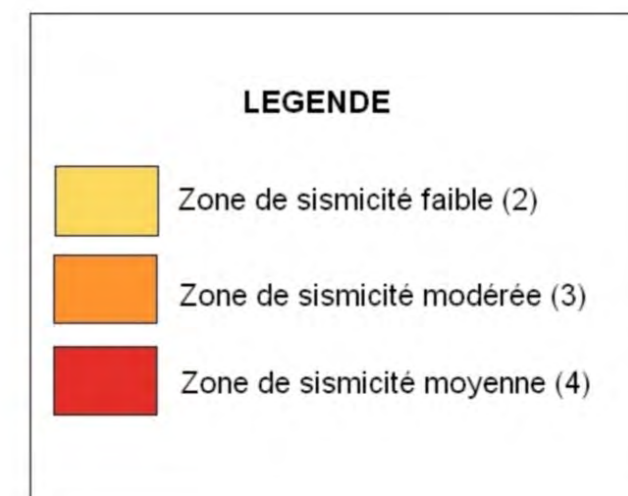 LEGENDE
Zone de sismicité faible (2)
Zone de sismicité modérée (3)
Zone de sismicité moyenne (4)